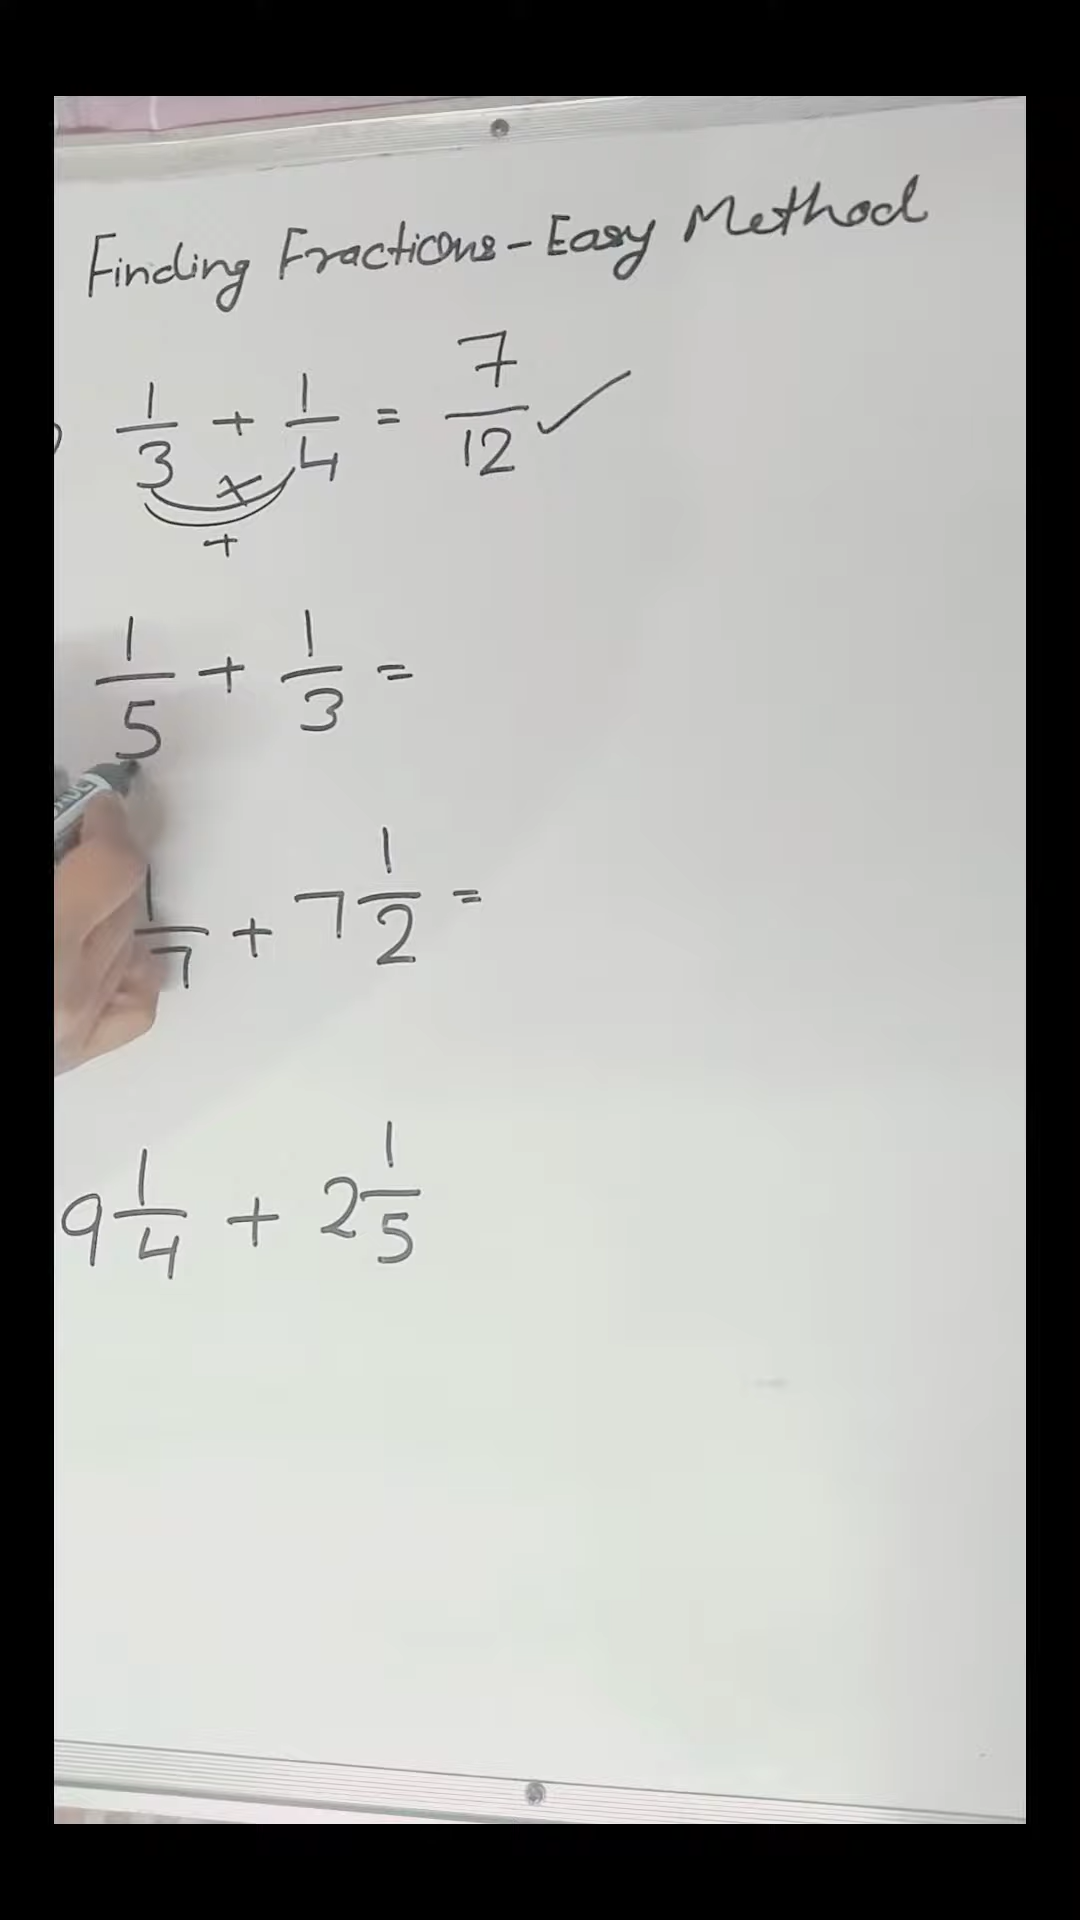 Finding Fractions - Easy Method
1/3 + 1/4 = 7/12 ✓
×
+
1/5 + 1/3 =
1/7 + 7 1/2 =
9 1/4 + 2 1/5